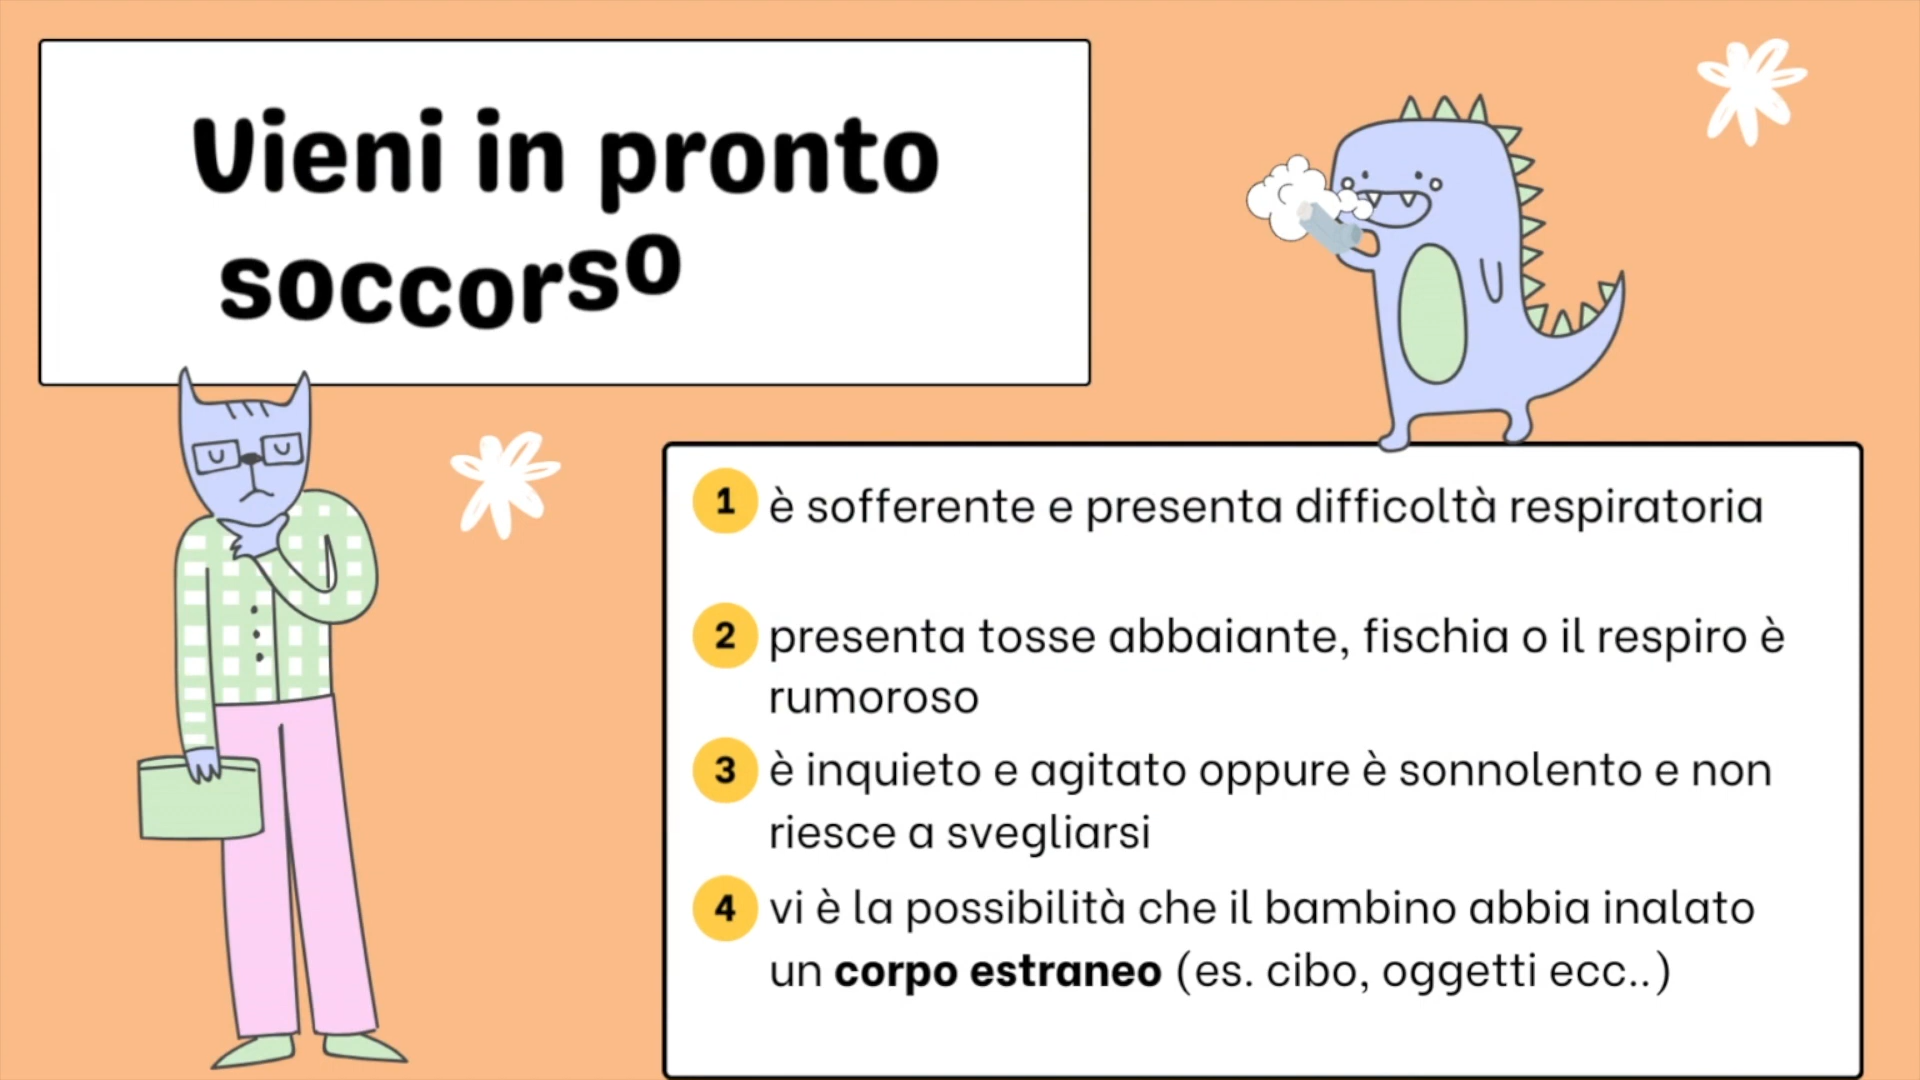 Vieni in pronto
soccorso
1 è sofferente e presenta difficoltà respiratoria
2 presenta tosse abbaiante, fischia o il respiro è
rumoroso
3 è inquieto e agitato oppure è sonnolento e non
riesce a svegliarsi
4 vi è la possibilità che il bambino abbia inalato
un corpo estraneo (es. cibo, oggetti ecc..)